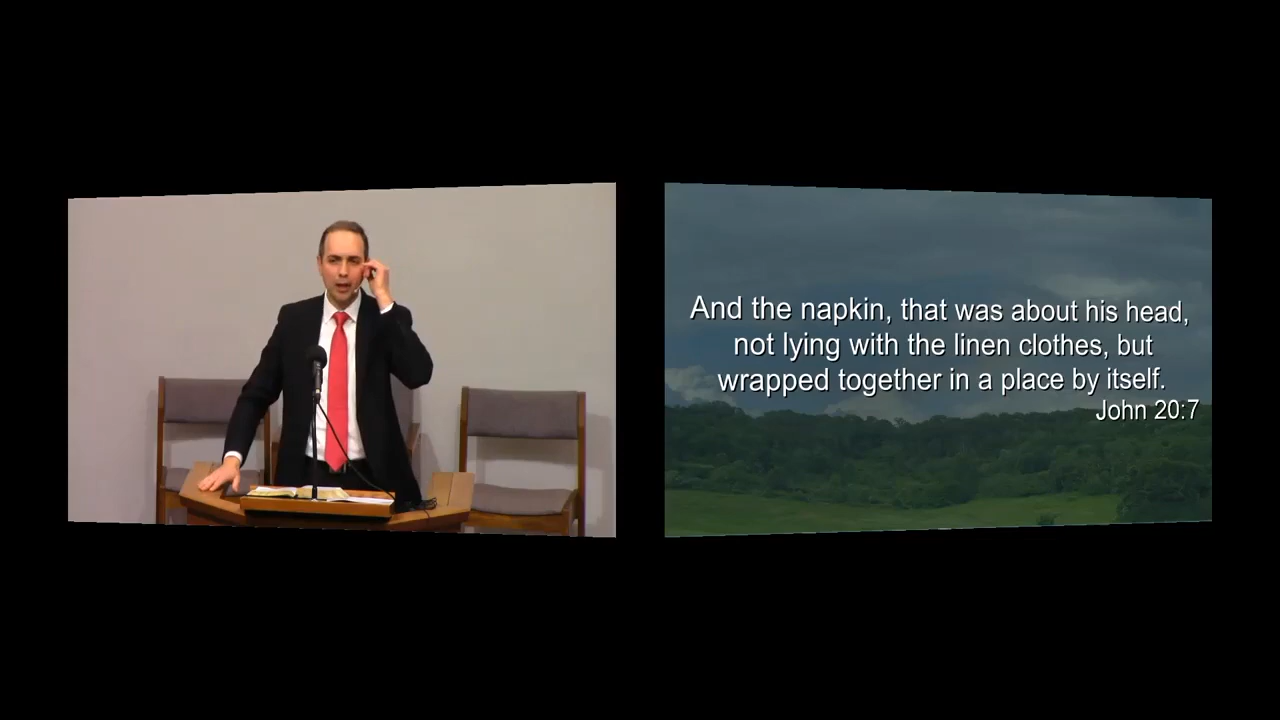 And the napkin, that was about his head,
not lying with the linen clothes, but
wrapped together in a place by itself.
John 20:7